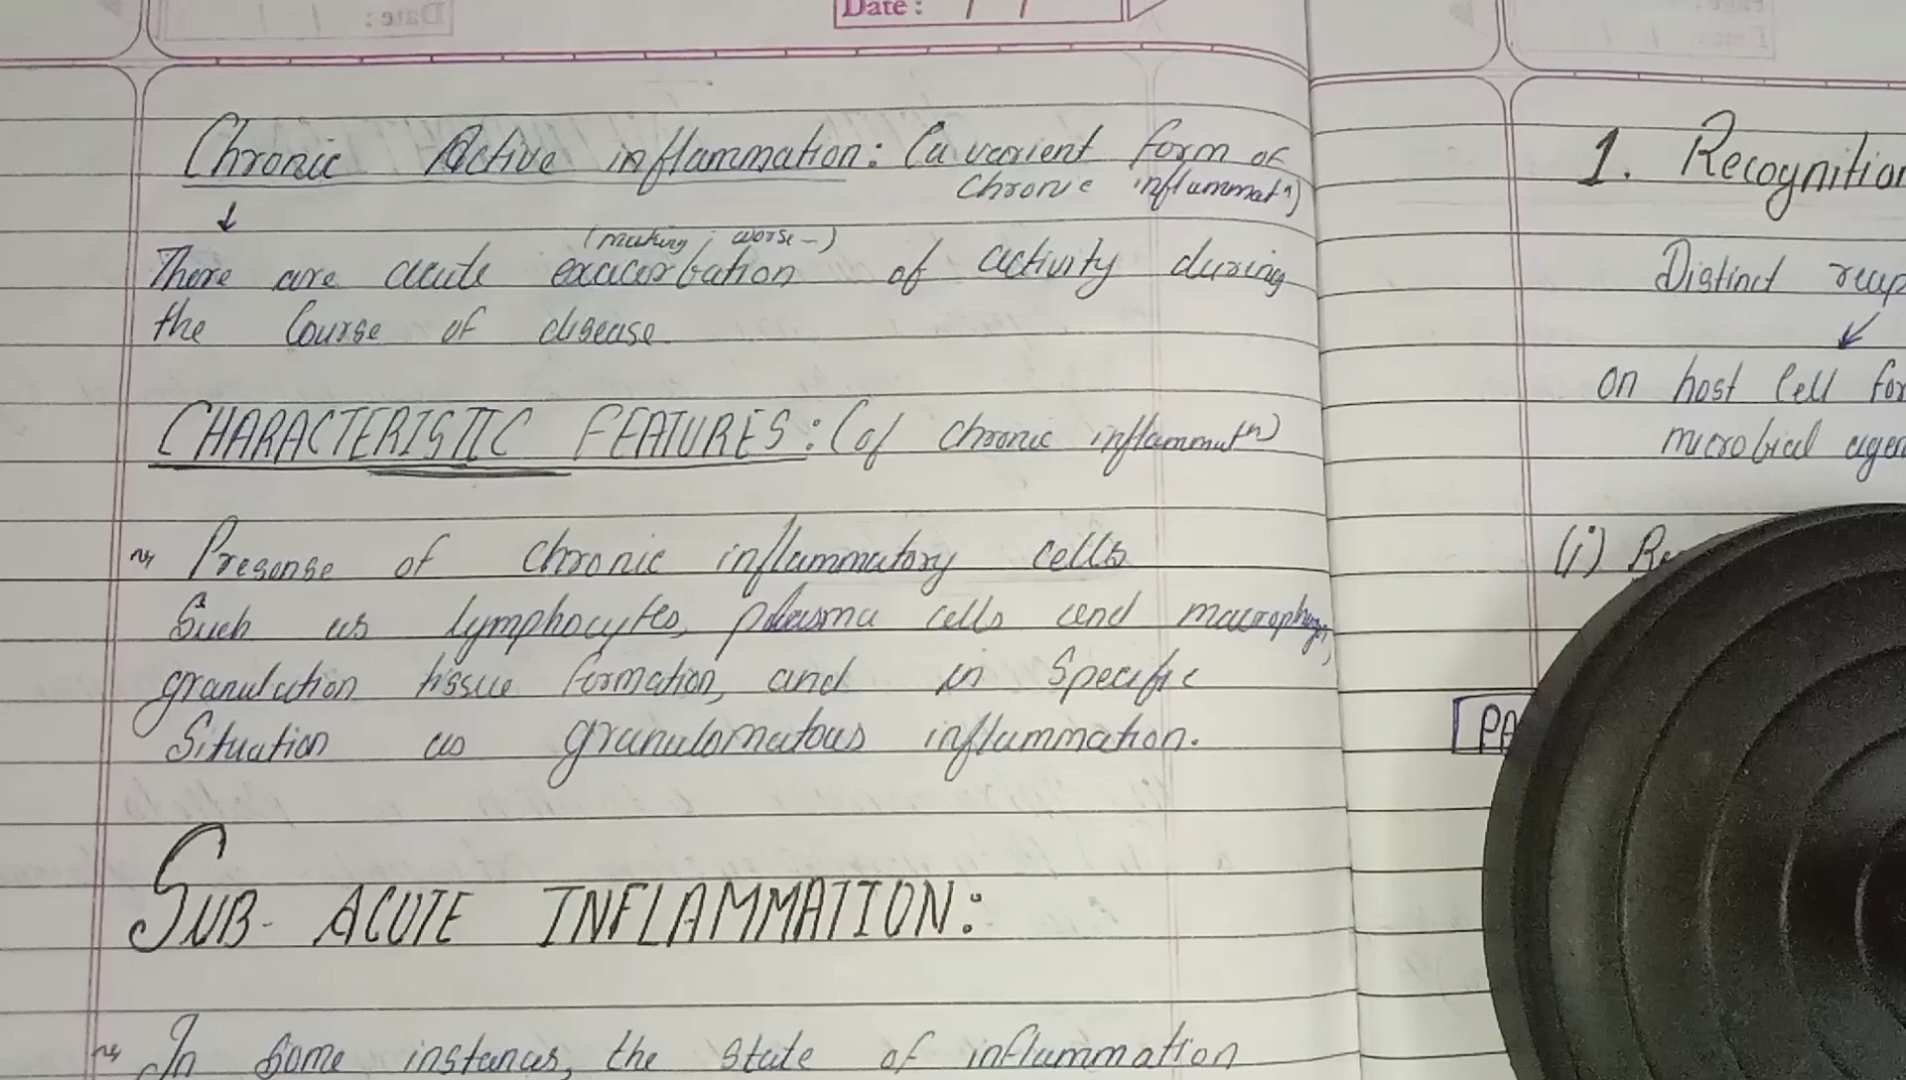 Date :
Chronic Active inflammation: (a varient form of
chronic inflammatn)
↓
(making worse -)
There are acute exacerbation of activity during
the Course of disease.
CHARACTERISTIC FEATURES: (of chronic inflammatn)
Presense of chronic inflammatory cells
Such as lymphocytes, plasma cells and macrophages,
granulation tissue formation, and in Specific
Situation as granulomatous inflammation.
SUB- ACUTE INFLAMMATION:
In Some instances, the state of inflammation
1. Recognition
Distinct
on host Cell for
microbial
(i)